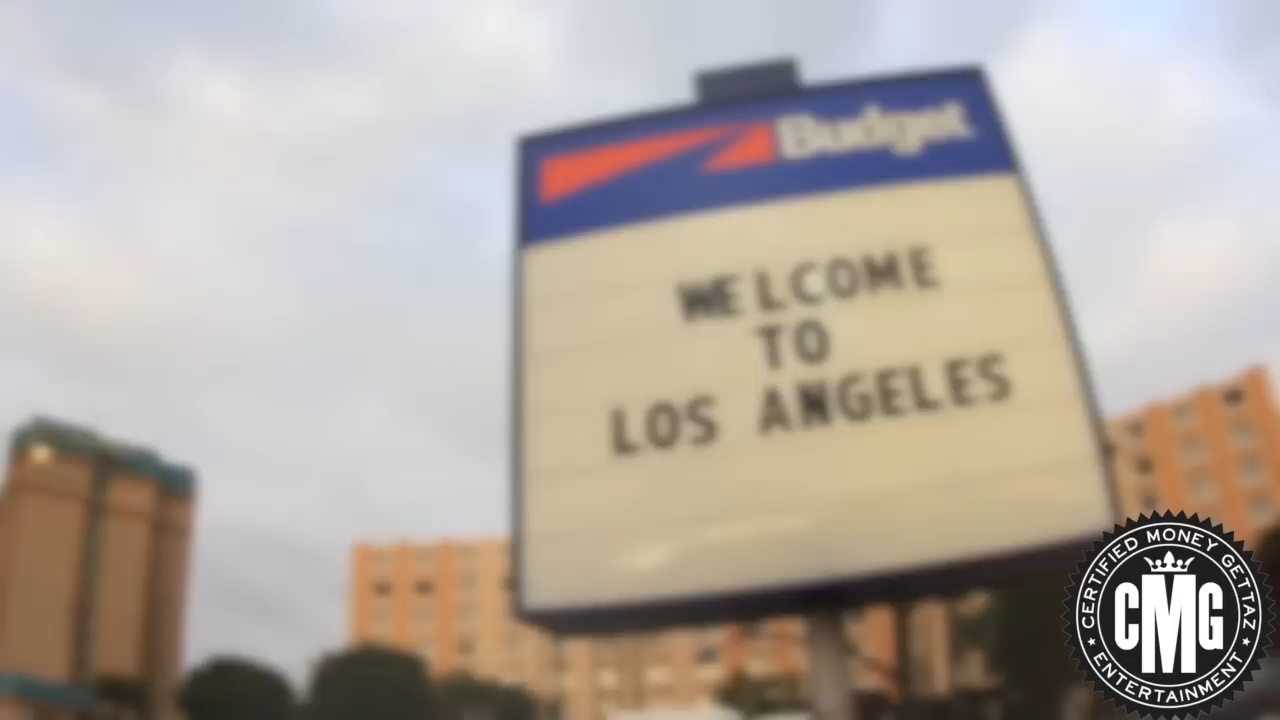 Budget
WELCOME
TO
LOS ANGELES
CERTIFIED MONEY GETTAZ
CMG
ENTERTAINMENT